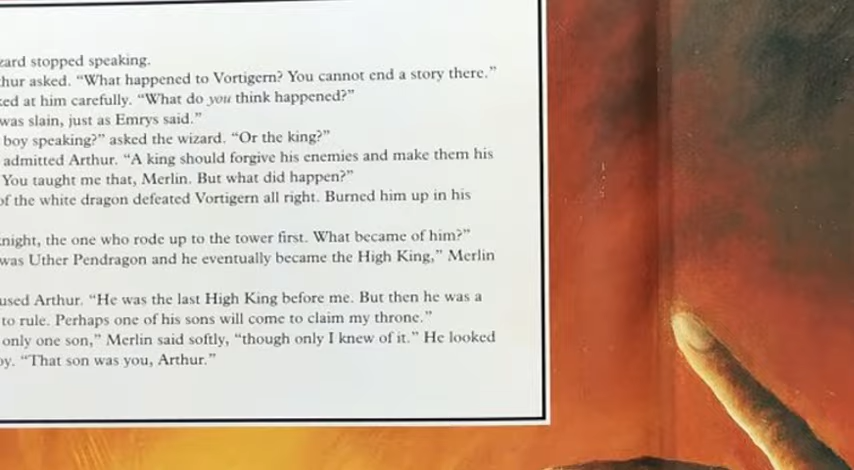 zard stopped speaking.
hur asked. “What happened to Vortigern? You cannot end a story there.”
ked at him carefully. “What do you think happened?”
was slain, just as Emrys said.”
boy speaking?” asked the wizard. “Or the king?”
admitted Arthur. “A king should forgive his enemies and make them his
You taught me that, Merlin. But what did happen?”
of the white dragon defeated Vortigern all right. Burned him up in his
night, the one who rode up to the tower first. What became of him?”
was Uther Pendragon and he eventually became the High King,” Merlin
used Arthur. “He was the last High King before me. But then he was a
to rule. Perhaps one of his sons will come to claim my throne.”
only one son,” Merlin said softly, “though only I knew of it.” He looked
oy. “That son was you, Arthur.”